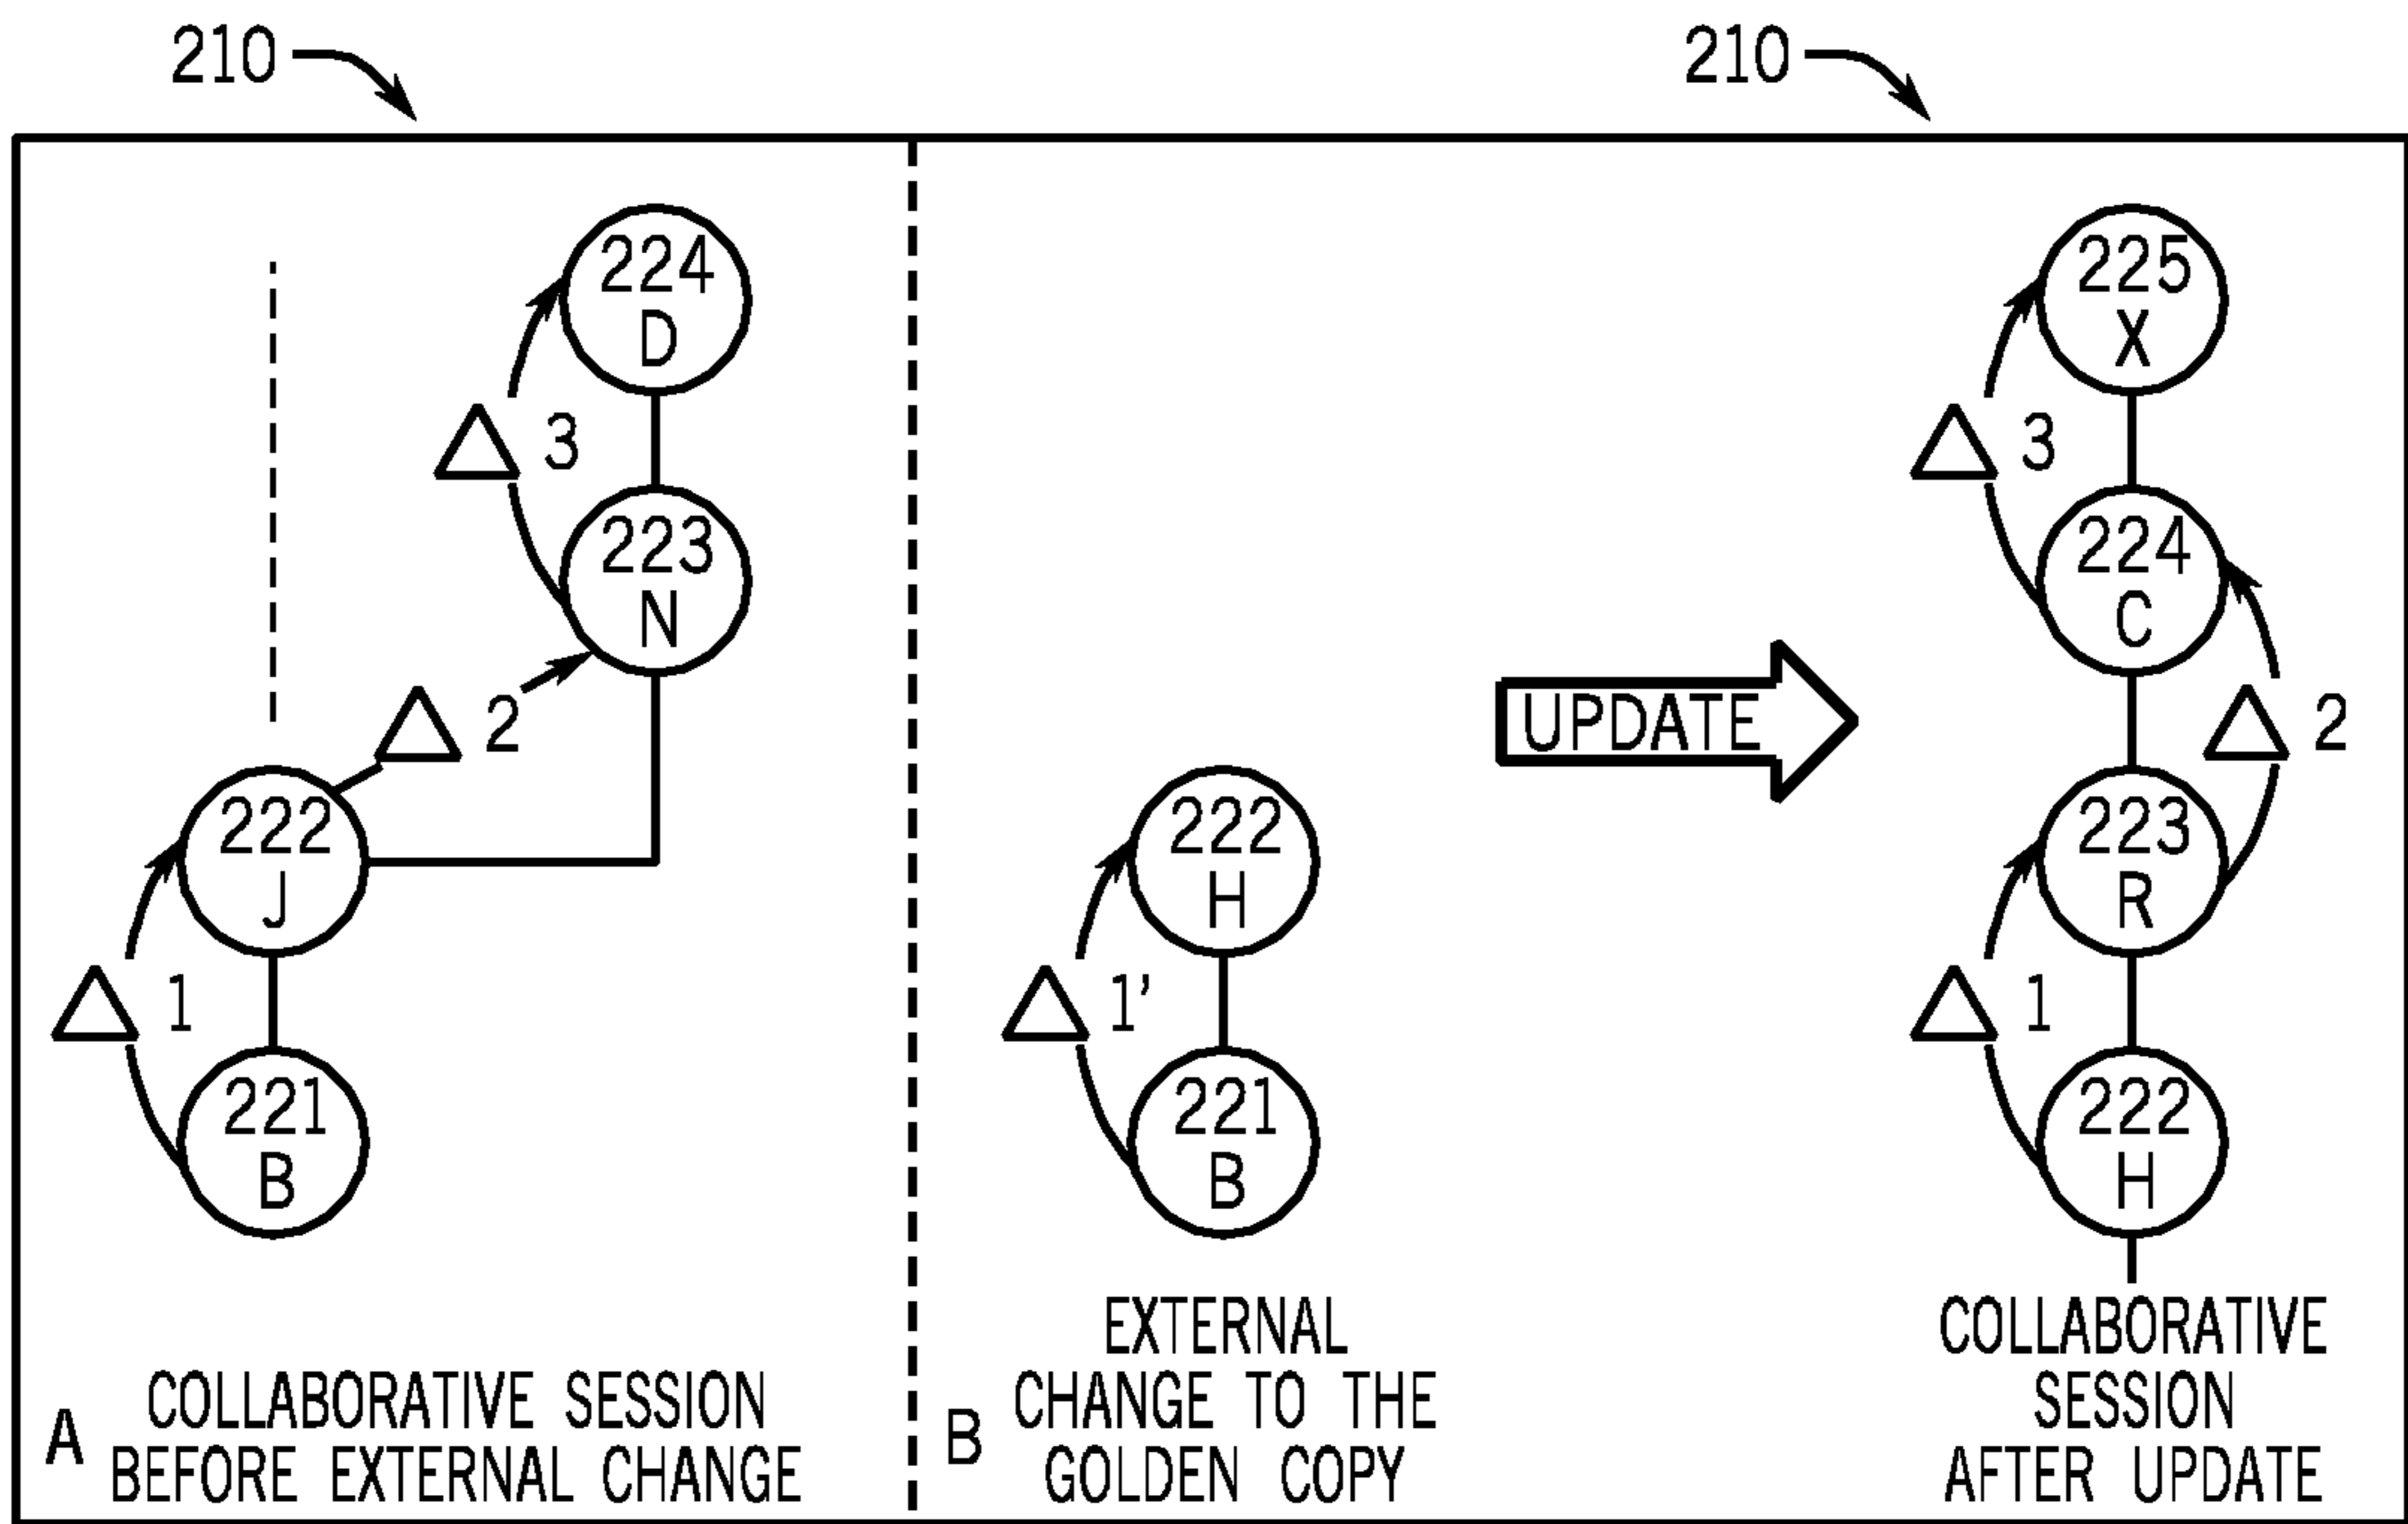 210
210
224
D
△ 3
223
N
△ 2
222
J
△ 1
221
B
A
COLLABORATIVE SESSION
BEFORE EXTERNAL CHANGE
222
H
△ 1’
221
B
B
EXTERNAL
CHANGE TO THE
GOLDEN COPY
UPDATE
225
X
△ 3
224
C
△ 2
223
R
△ 1
222
H
COLLABORATIVE
SESSION
AFTER UPDATE